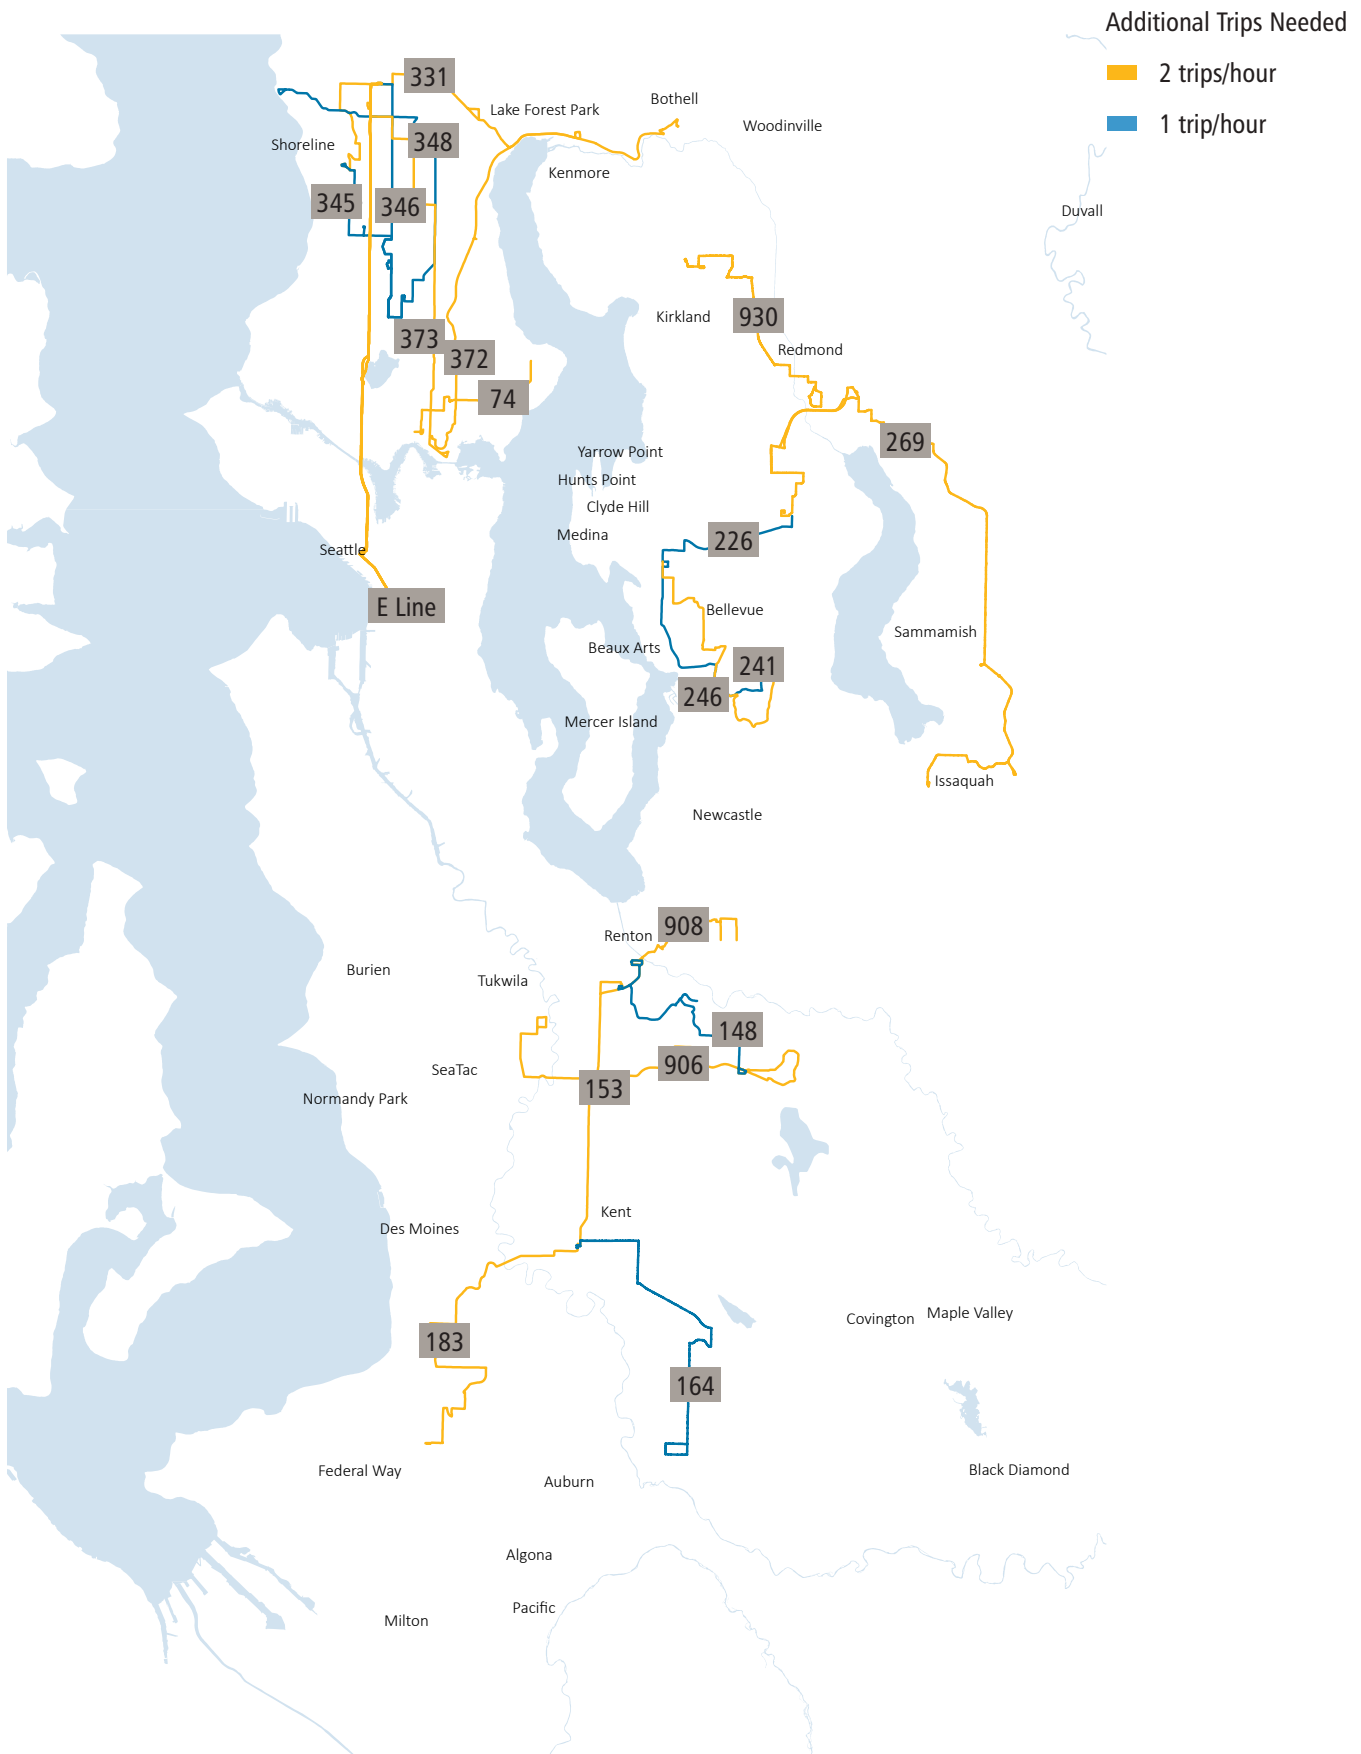 Additional Trips Needed
2 trips/hour
1 trip/hour
331
Lake Forest Park
Bothell
Woodinville
Shoreline
348
Kenmore
345
346
Duvall
Kirkland
930
373
Redmond
372
74
269
Yarrow Point
Hunts Point
Clyde Hill
Medina
226
Seattle
E Line
Bellevue
Sammamish
Beaux Arts
241
246
Mercer Island
Issaquah
Newcastle
908
Renton
Burien
Tukwila
148
906
SeaTac
153
Normandy Park
Kent
Des Moines
Covington
Maple Valley
183
164
Federal Way
Auburn
Black Diamond
Algona
Pacific
Milton